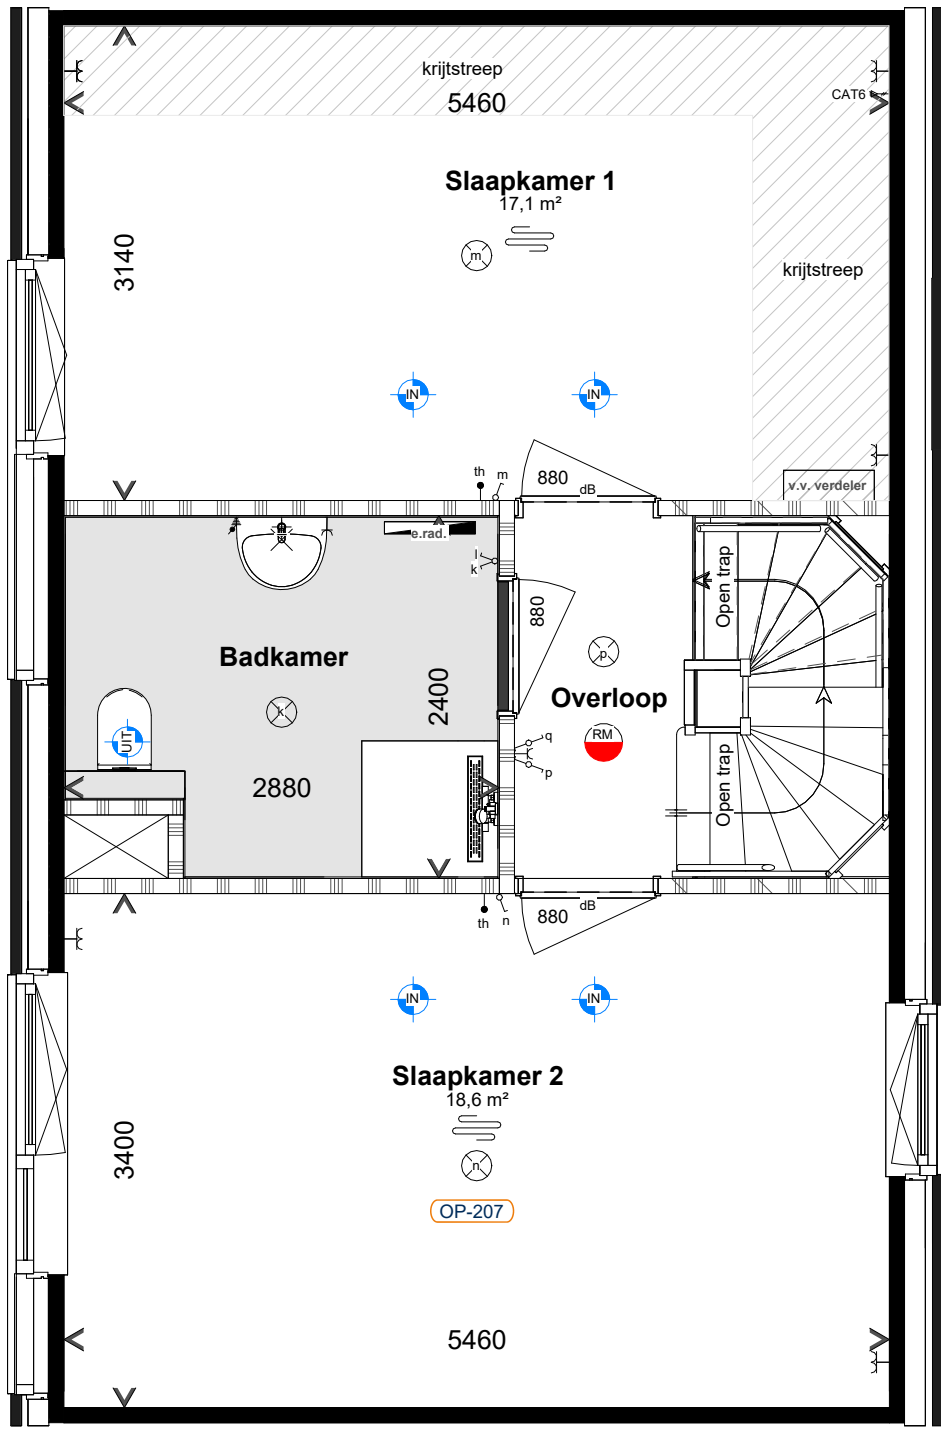 krijtstreep
5460
CAT6
Slaapkamer 1
17,1 m²
m
3140
krijtstreep
IN
IN
th
m
880
dB
v.v. verdeler
e.rad.
l
k
880
Open trap
Badkamer
p
2400
Overloop
k
RM
UIT
q
p
Open trap
2880
th
n
880
dB
IN
IN
Slaapkamer 2
18,6 m²
3400
n
OP-207
5460